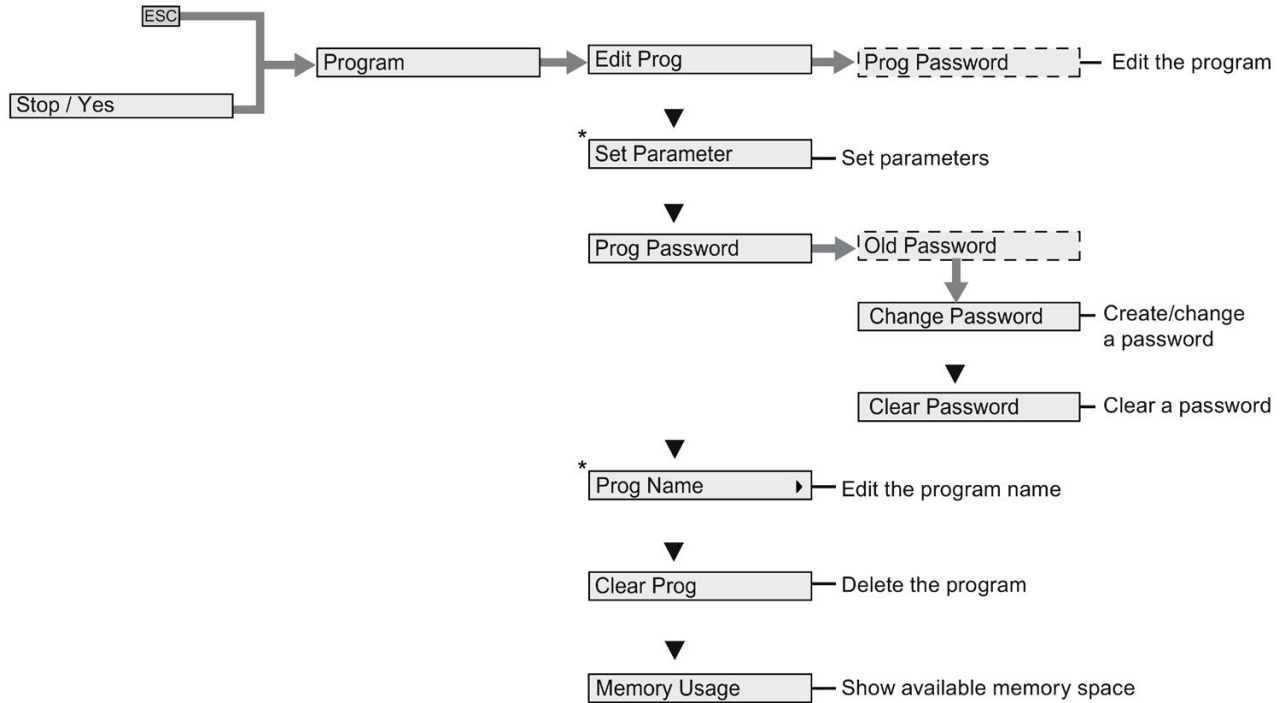 ESC
Program
Edit Prog
Prog Password
Edit the program
Stop / Yes
*
Set Parameter
Set parameters
Prog Password
Old Password
Change Password
Create/change
a password
Clear Password
Clear a password
*
Prog Name
Edit the program name
Clear Prog
Delete the program
Memory Usage
Show available memory space